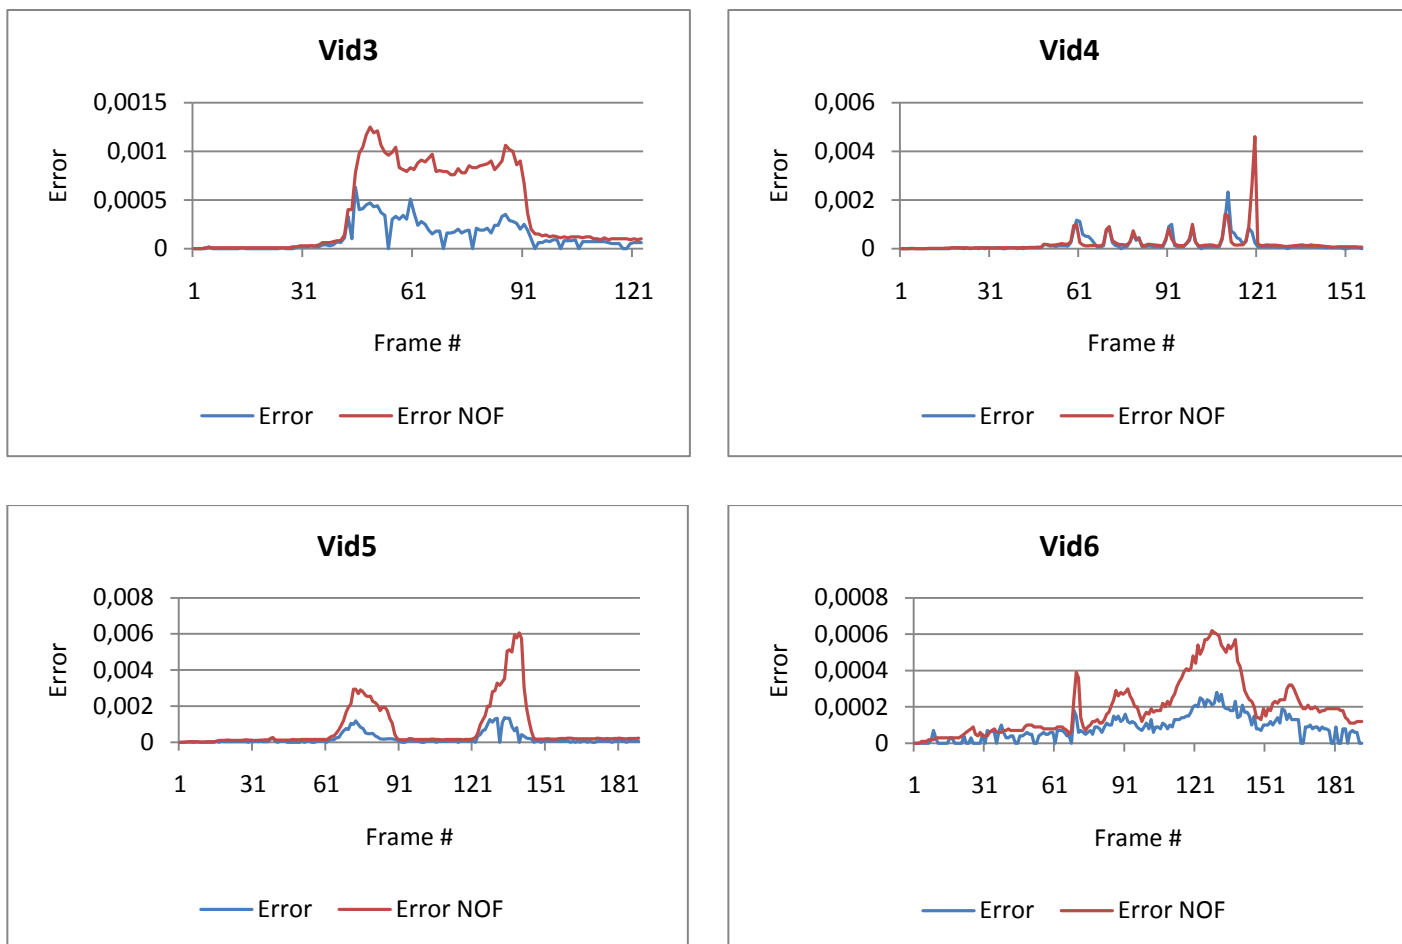 Vid3
0,0015
0,001
0,0005
0
Error
1 31 61 91 121
Frame #
Error Error NOF
Vid4
0,006
0,004
0,002
0
Error
1 31 61 91 121 151
Frame #
Error Error NOF
Vid5
0,008
0,006
0,004
0,002
0
Error
1 31 61 91 121 151 181
Frame #
Error Error NOF
Vid6
0,0008
0,0006
0,0004
0,0002
0
Error
1 31 61 91 121 151 181
Frame #
Error Error NOF